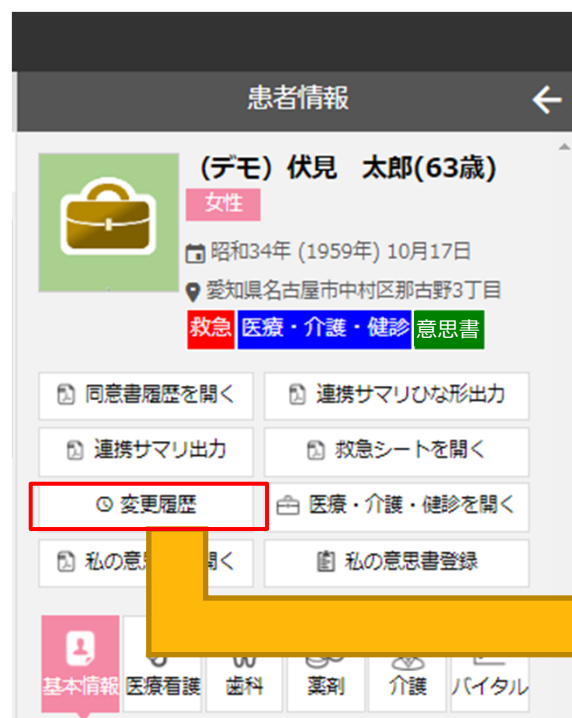 患者情報
(デモ）伏見　太郎(63歳)
女性
昭和34年 (1959年) 10月17日
愛知県名古屋市中村区那古野3丁目
救急 医療・介護・健診 意思書
同意書履歴を開く 連携サマリひな形出力
連携サマリ出力 救急シートを開く
変更履歴 医療・介護・健診を開く
私の意 開く 私の意思書登録
基本情報 医療看護 歯科 薬剤 介護 バイタル